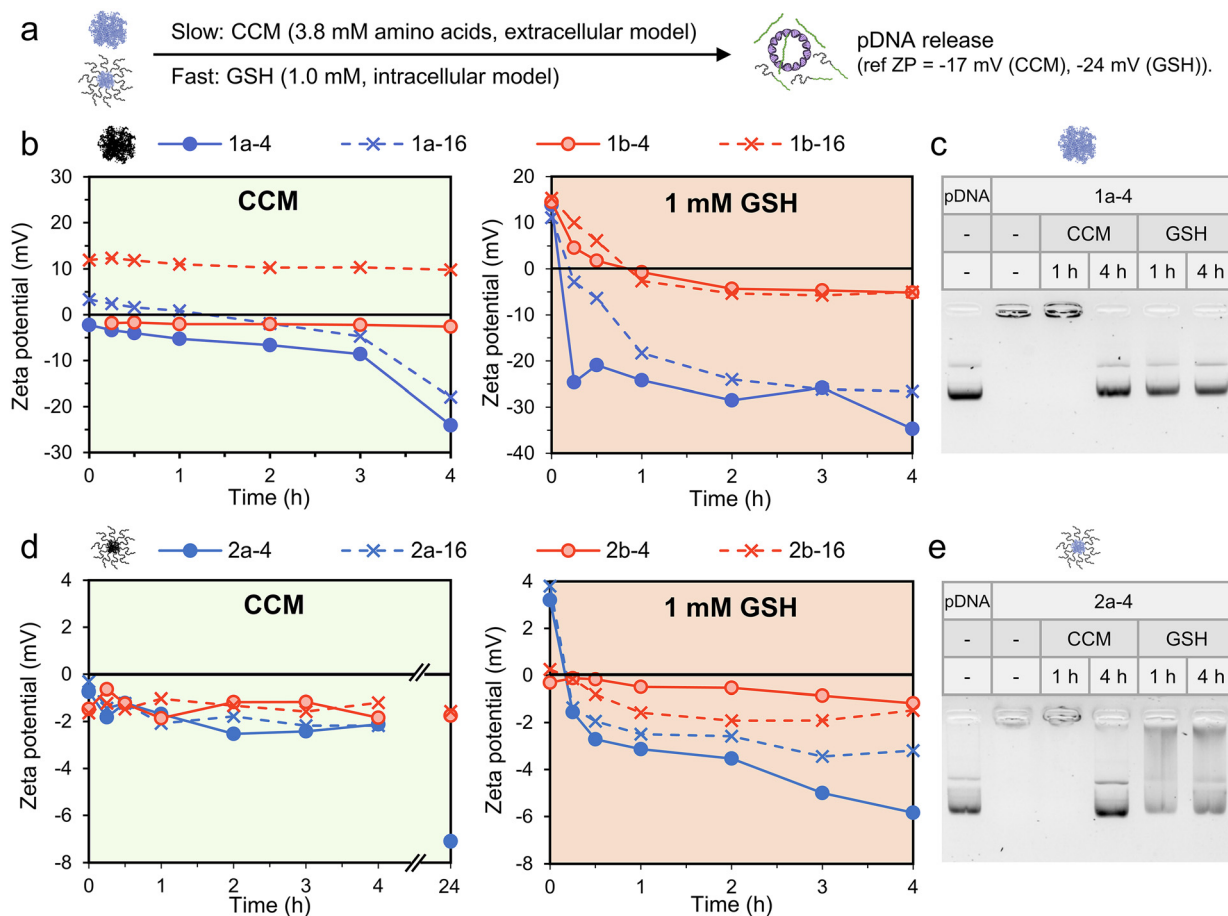 a
Slow: CCM (3.8 mM amino acids, extracellular model)
Fast: GSH (1.0 mM, intracellular model)
pDNA release
(ref ZP = -17 mV (CCM), -24 mV (GSH)).
b
1a-4 1a-16 1b-4 1b-16
CCM
Zeta potential (mV)
30
20
10
0
-10
-20
-30
0 1 2 3 4
Time (h)
1 mM GSH
Zeta potential (mV)
20
10
0
-10
-20
-30
-40
0 1 2 3 4
Time (h)
c
pDNA 1a-4
- - CCM GSH
- - 1 h 4 h 1 h 4 h
d
2a-4 2a-16 2b-4 2b-16
CCM
Zeta potential (mV)
4
2
0
-2
-4
-6
-8
0 1 2 3 4 24
Time (h)
1 mM GSH
Zeta potential (mV)
4
2
0
-2
-4
-6
-8
0 1 2 3 4
Time (h)
e
pDNA 2a-4
- - CCM GSH
- - 1 h 4 h 1 h 4 h